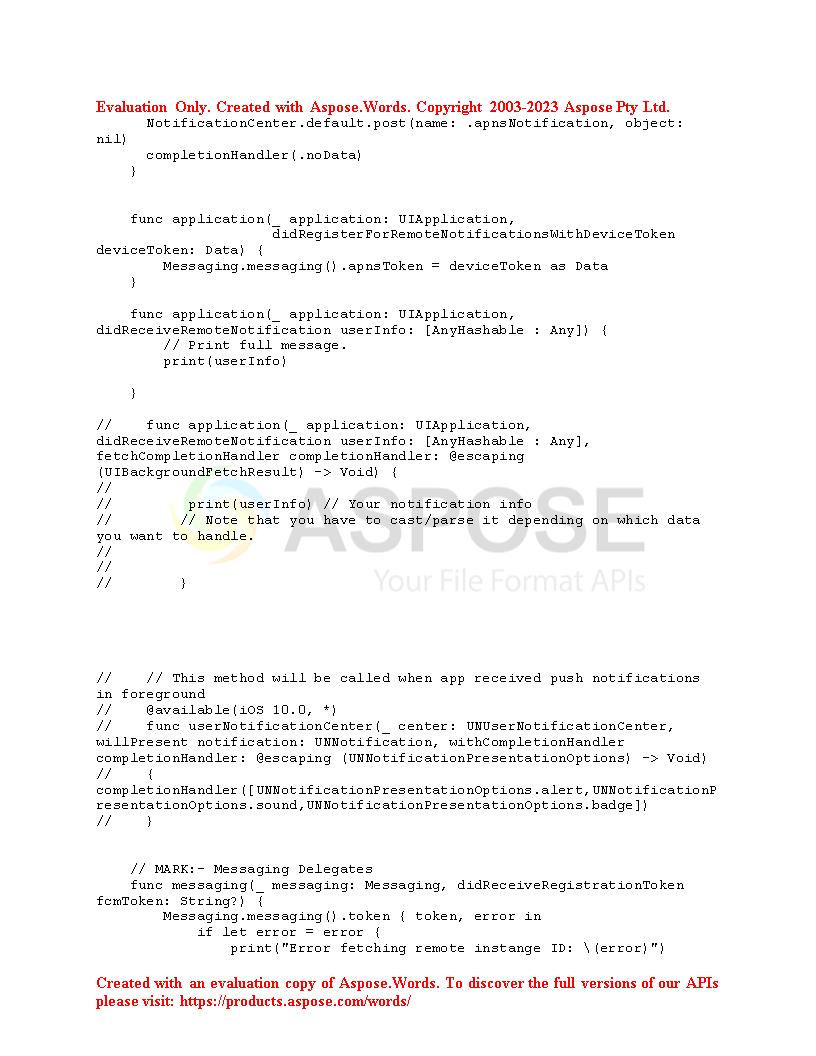 Evaluation Only. Created with Aspose.Words. Copyright 2003-2023 Aspose Pty Ltd.
NotificationCenter.default.post(name: .apnsNotification, object:
nil)
completionHandler(.noData)
}
func application(_ application: UIApplication,
didRegisterForRemoteNotificationsWithDeviceToken
deviceToken: Data) {
Messaging.messaging().apnsToken = deviceToken as Data
}
func application(_ application: UIApplication,
didReceiveRemoteNotification userInfo: [AnyHashable : Any]) {
// Print full message.
print(userInfo)
}
// func application(_ application: UIApplication,
didReceiveRemoteNotification userInfo: [AnyHashable : Any],
fetchCompletionHandler completionHandler: @escaping
(UIBackgroundFetchResult) -> Void) {
//
// print(userInfo) // Your notification info
// // Note that you have to cast/parse it depending on which data
you want to handle.
//
//
// }
ASPOSE
Your File Format APIs
// // This method will be called when app received push notifications
in foreground
// @available(iOS 10.0, *)
// func userNotificationCenter(_ center: UNUserNotificationCenter,
willPresent notification: UNNotification, withCompletionHandler
completionHandler: @escaping (UNNotificationPresentationOptions) -> Void)
// {
completionHandler([UNNotificationPresentationOptions.alert,UNNotificationP
resentationOptions.sound,UNNotificationPresentationOptions.badge])
// }
// MARK:- Messaging Delegates
func messaging(_ messaging: Messaging, didReceiveRegistrationToken
fcmToken: String?) {
Messaging.messaging().token { token, error in
if let error = error {
print("Error fetching remote instange ID: \(error)")
Created with an evaluation copy of Aspose.Words. To discover the full versions of our APIs
please visit: https://products.aspose.com/words/